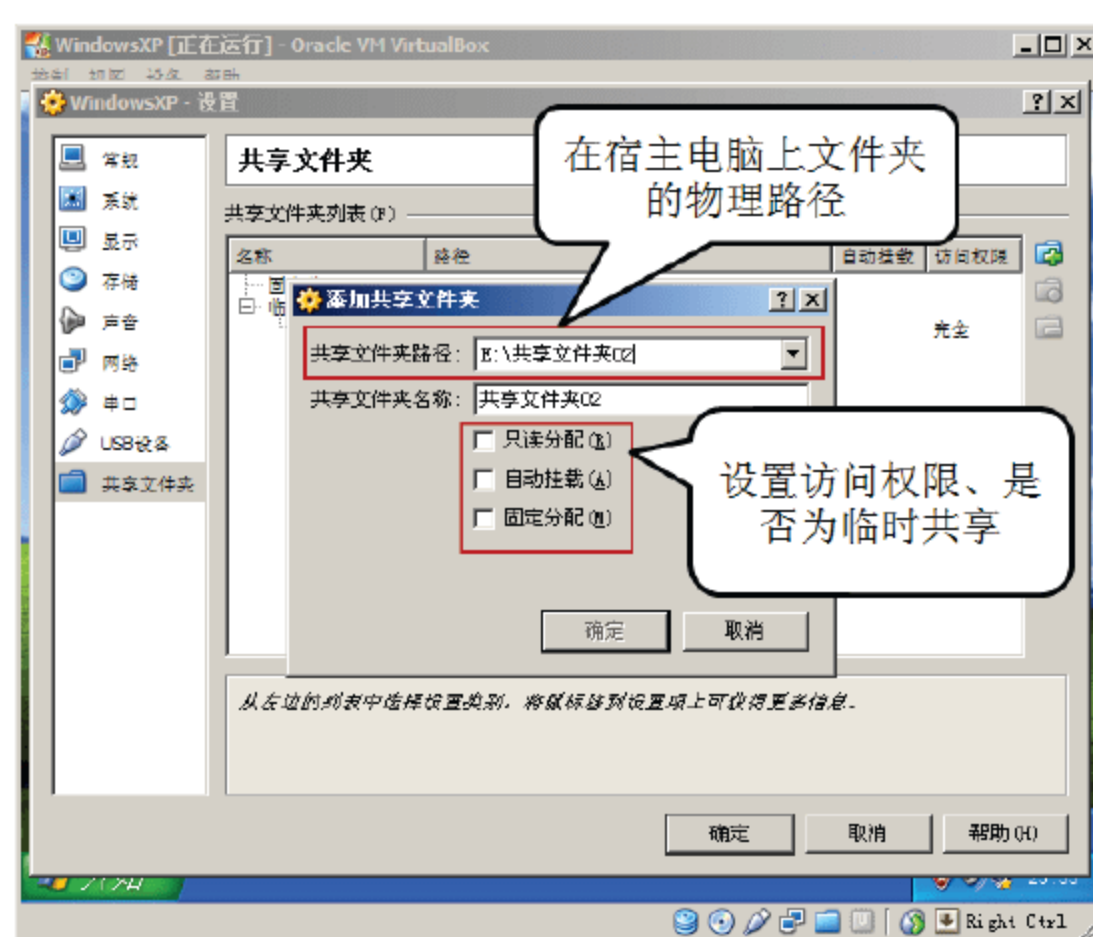 WindowsXP [正在运行] - Oracle VM VirtualBox
WindowsXP - 设置
常规
系统
显示
存储
声音
网络
串口
USB设备
共享文件夹
共享文件夹
共享文件夹列表(F)
名称
路径
自动挂载
访问权限
完全
在宿主电脑上文件夹
的物理路径
添加共享文件夹
共享文件夹路径: E:\共享文件夹02
共享文件夹名称: 共享文件夹02
只读分配(R)
自动挂载(A)
固定分配(M)
设置访问权限、是
否为临时共享
确定
取消
从左边的列表中选择设置类别，将鼠标移到设置项上可获得更多信息.
确定
取消
帮助(H)
Right Ctrl